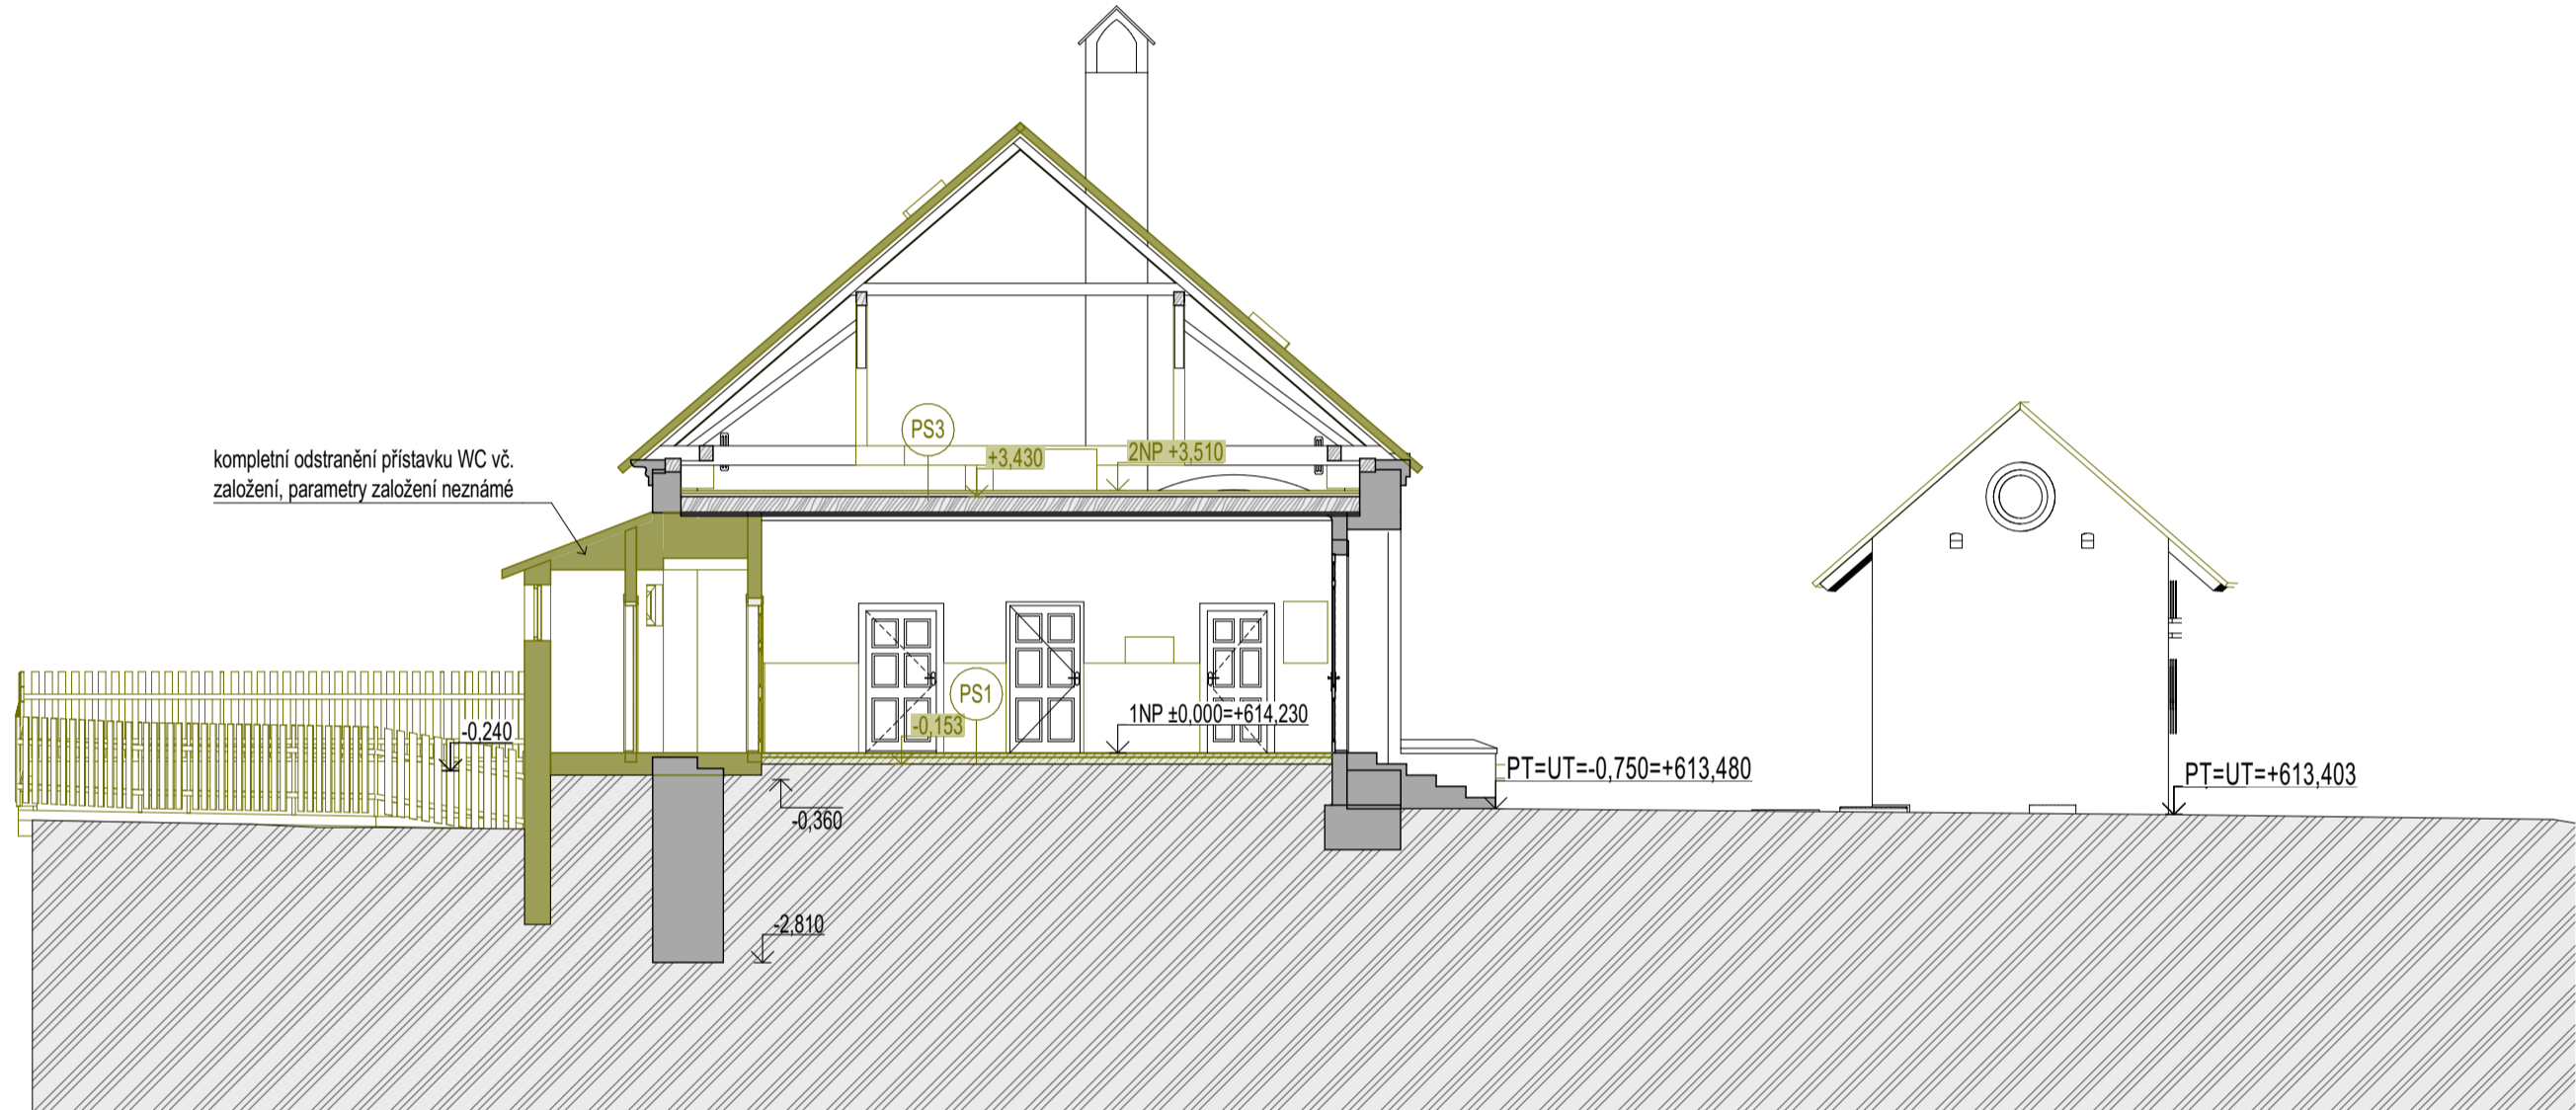 PS3
+3,430
2NP +3,510
kompletní odstranění přístavku WC vč.
založení, parametry založení neznámé
PS1
-0,153
1NP ±0,000=+614,230
-0,240
PT=UT=-0,750=+613,480
PT=UT=+613,403
-0,360
-2,810